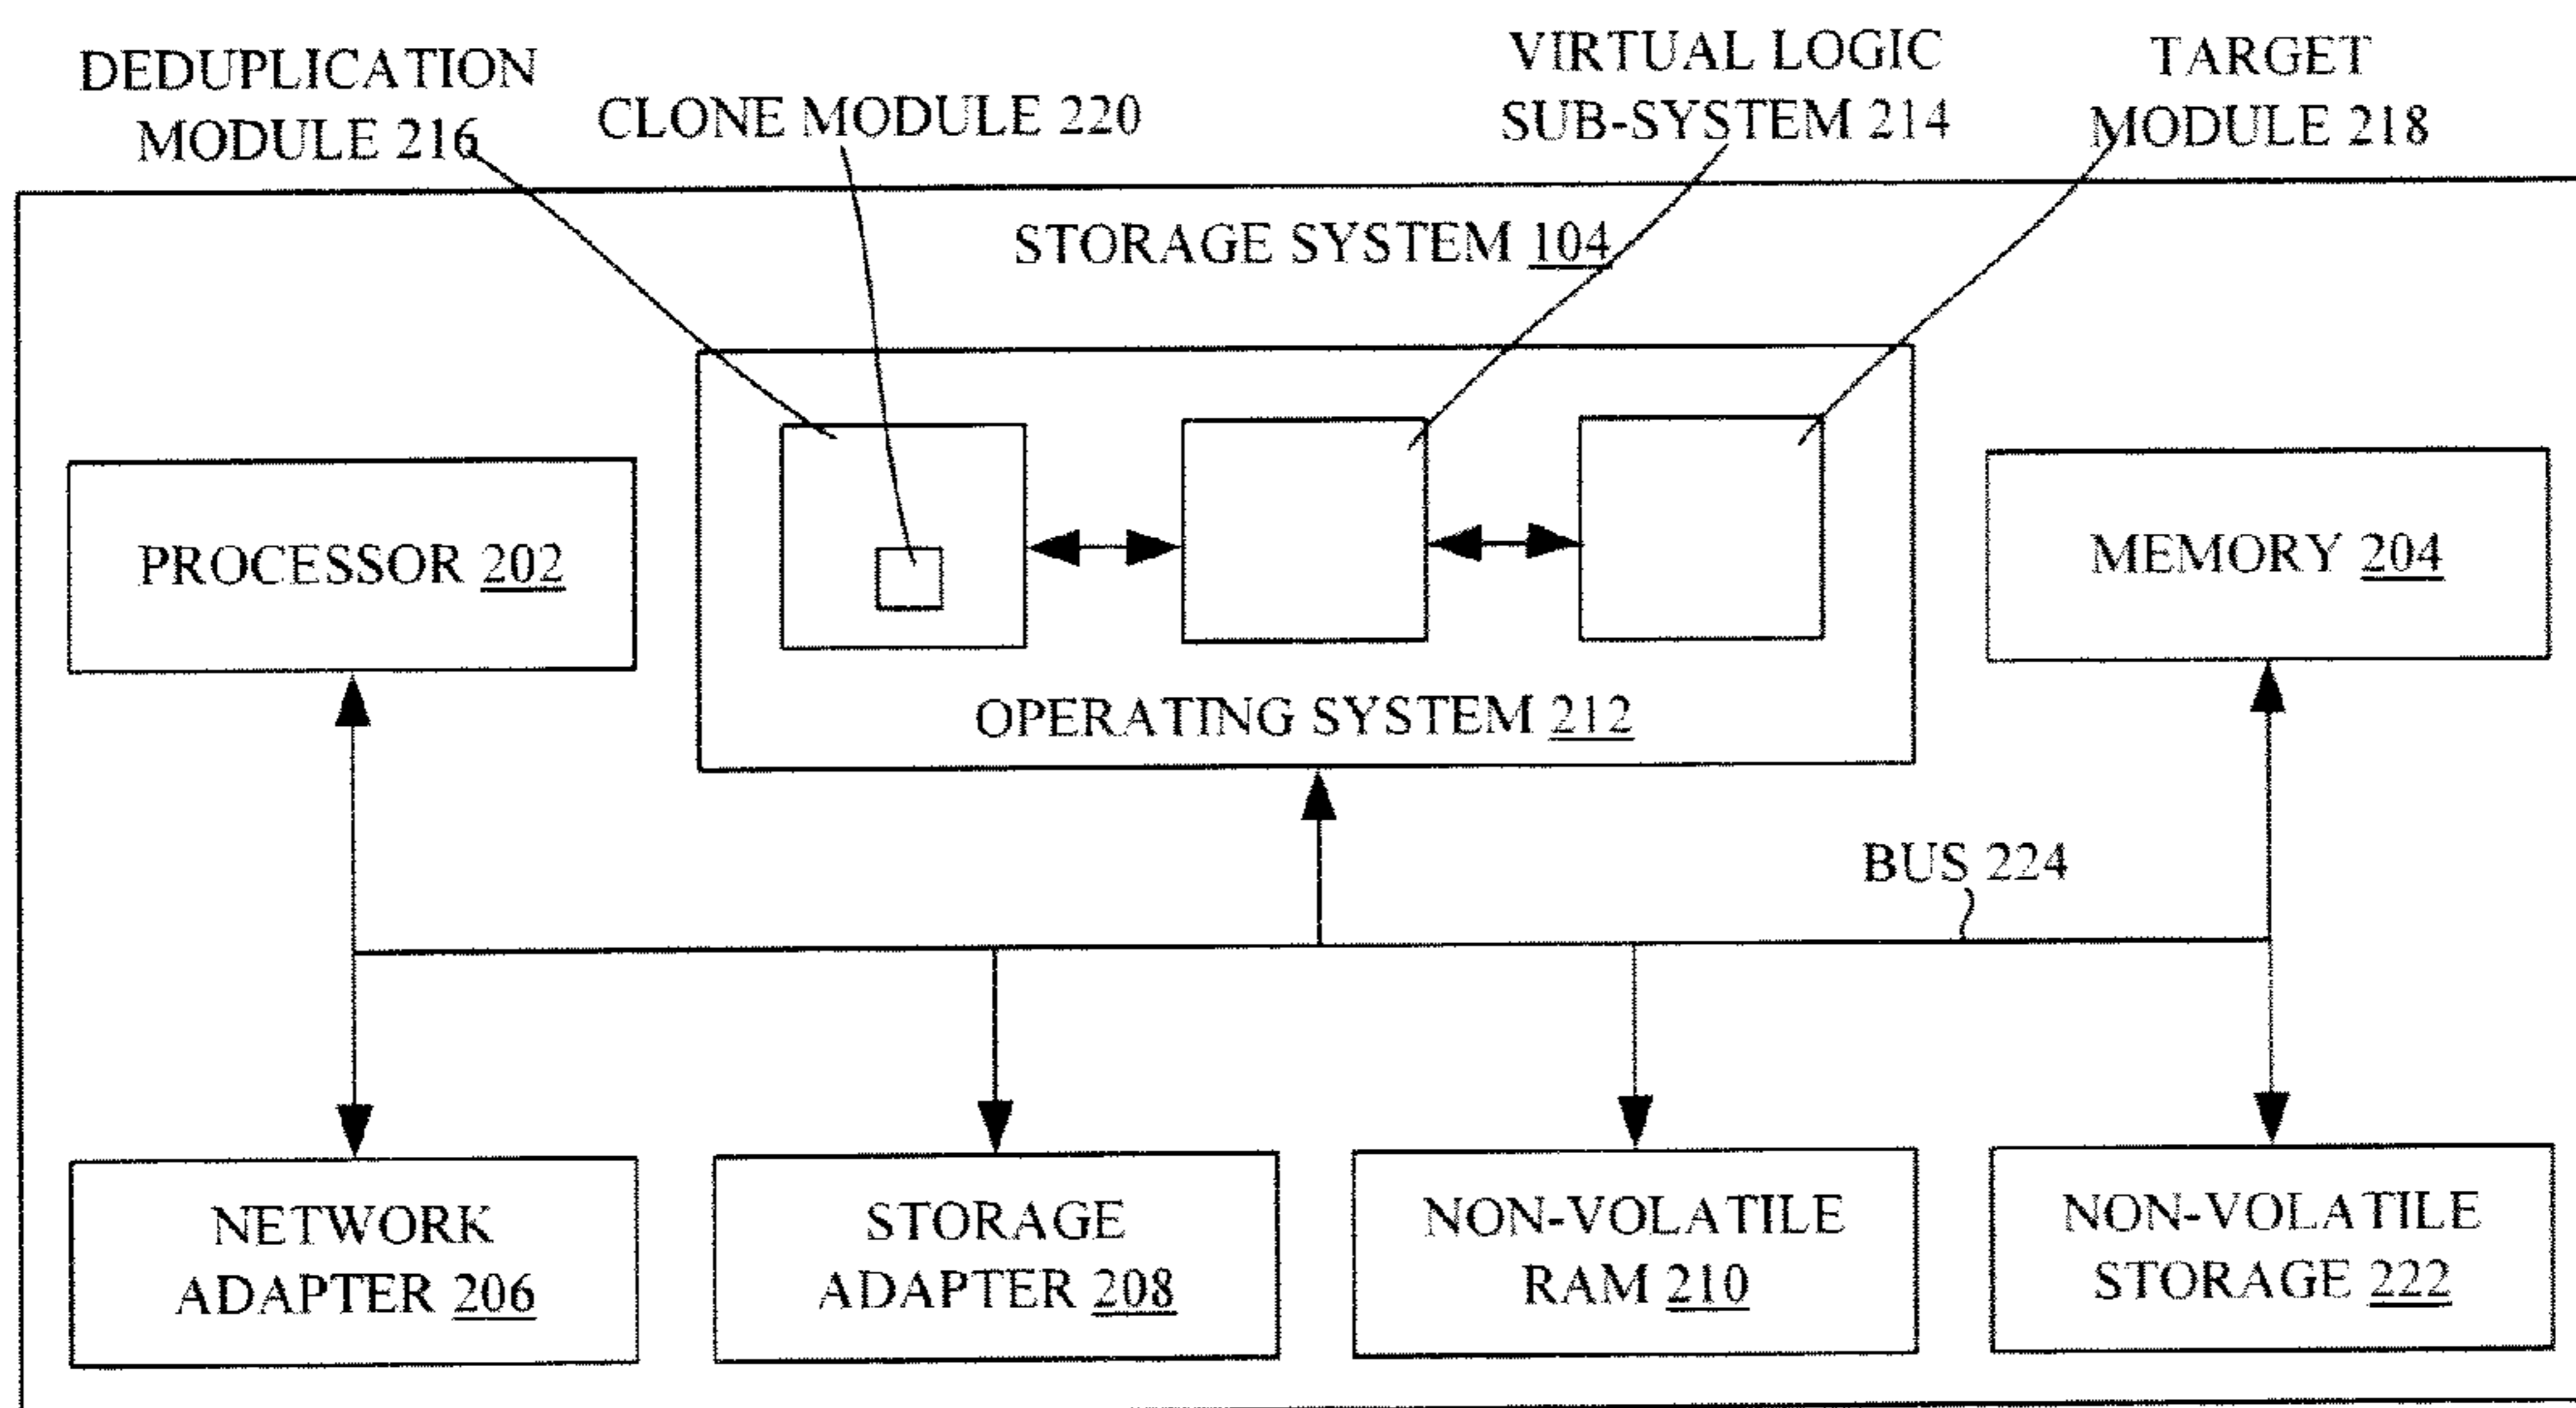 DEDUPLICATION
MODULE 216
CLONE MODULE 220
VIRTUAL LOGIC
SUB-SYSTEM 214
TARGET
MODULE 218
STORAGE SYSTEM 104
PROCESSOR 202
MEMORY 204
OPERATING SYSTEM 212
BUS 224
NETWORK
ADAPTER 206
STORAGE
ADAPTER 208
NON-VOLATILE
RAM 210
NON-VOLATILE
STORAGE 222